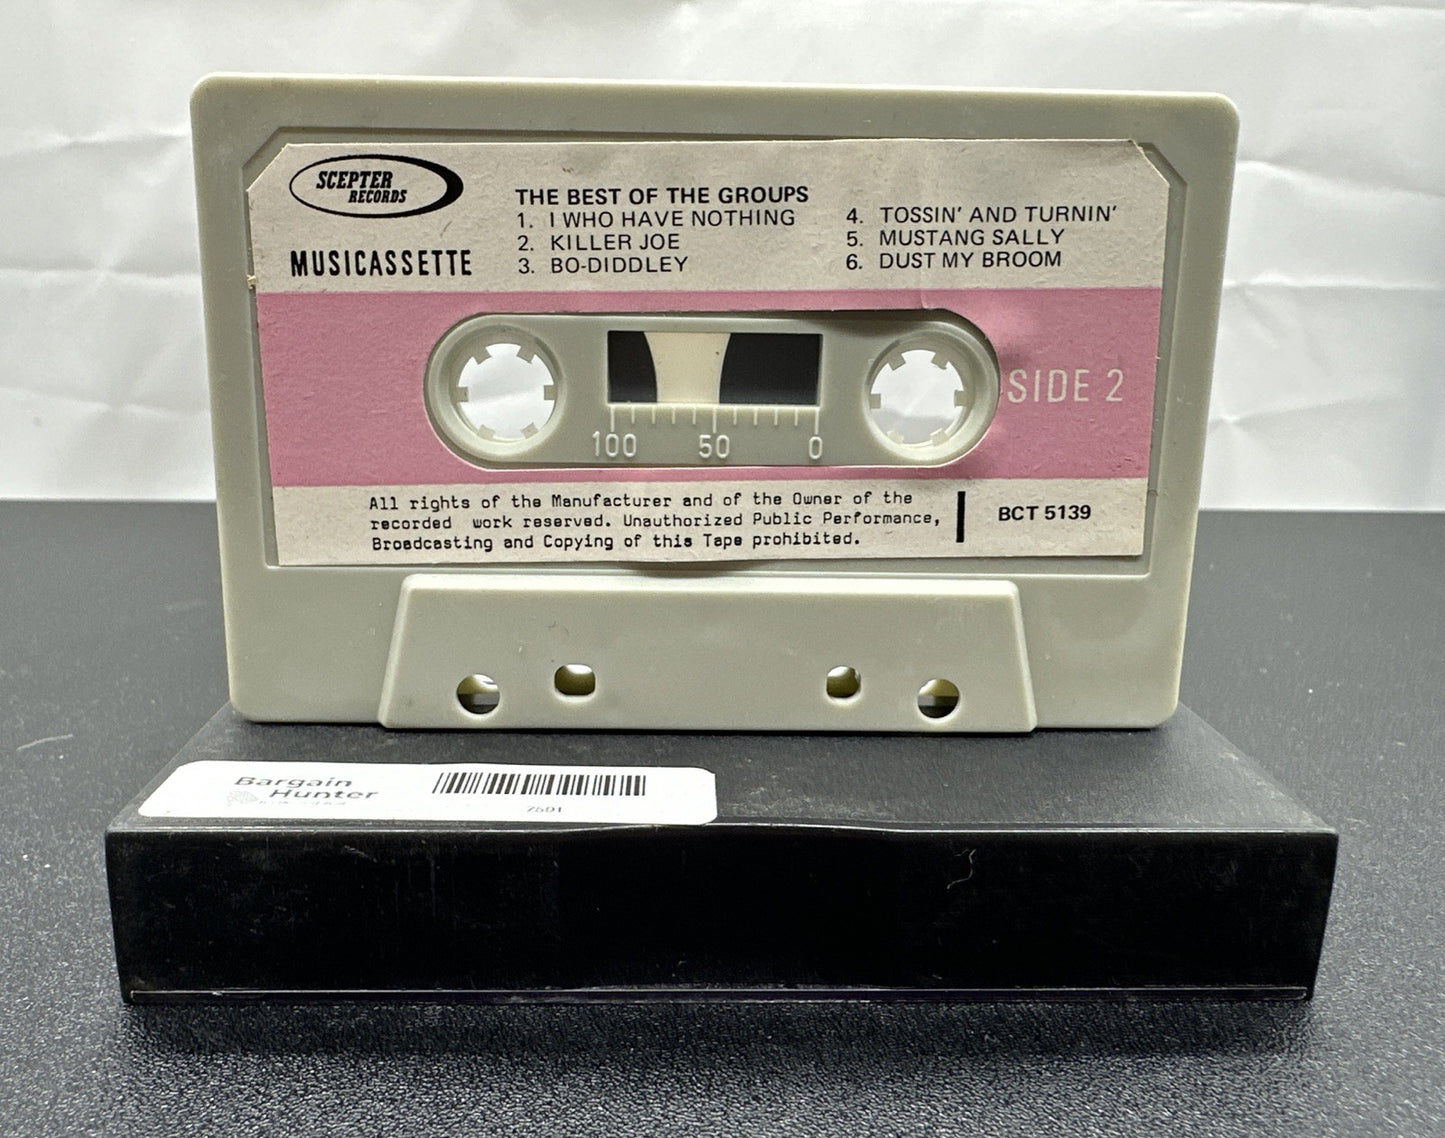 SCEPTER
RECORDS
MUSICASSETTE
THE BEST OF THE GROUPS
1. I WHO HAVE NOTHING
2. KILLER JOE
3. BO-DIDDLEY
4. TOSSIN' AND TURNIN'
5. MUSTANG SALLY
6. DUST MY BROOM
SIDE 2
100 50 0
All rights of the Manufacturer and of the Owner of the
recorded work reserved. Unauthorized Public Performance,
Broadcasting and Copying of this Tape prohibited.
BCT 5139
Bargain
Hunter